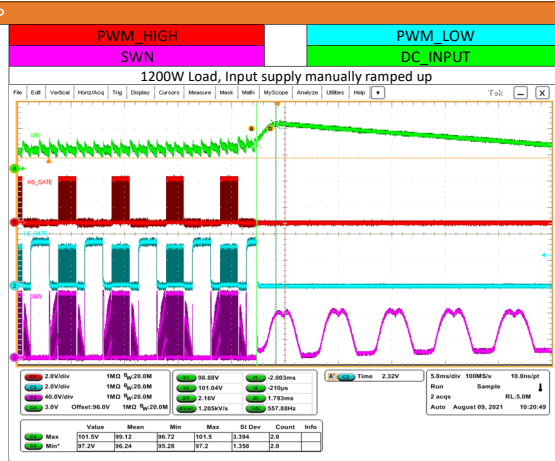 PWM_HIGH PWM_LOW
SWN DC_INPUT
1200W Load, Input supply manually ramped up
File Edit Vertical Horiz/Acq Trig Display Cursors Measure Mask Math MyScope Analyze Utilities Help Tek
VIN
a b
HS_GATE
SWN
C1 2.0V/div 1MΩ BW:20.0M
C2 2.0V/div 1MΩ BW:20.0M
C3 40.0V/div 1MΩ BW:20.0M
C4 3.0V Offset:96.0V 1MΩ BW:20.0M
V1 98.88V
V2 101.04V
ΔV 2.16V
ΔV/Δt 1.205kV/s
t1 -2.003ms
t2 -210μs
Δt 1.793ms
1/Δt 557.88Hz
A' C2 Time 2.32V
5.0ms/div 100MS/s 10.0ns/pt
Run Sample
2 acqs RL:5.0M
Auto August 09, 2021 10:20:49
Value Mean Min Max St Dev Count Info
C4 Max 101.5V 99.12 96.72 101.5 3.394 2.0
C4 Min* 97.2V 96.24 95.28 97.2 1.358 2.0